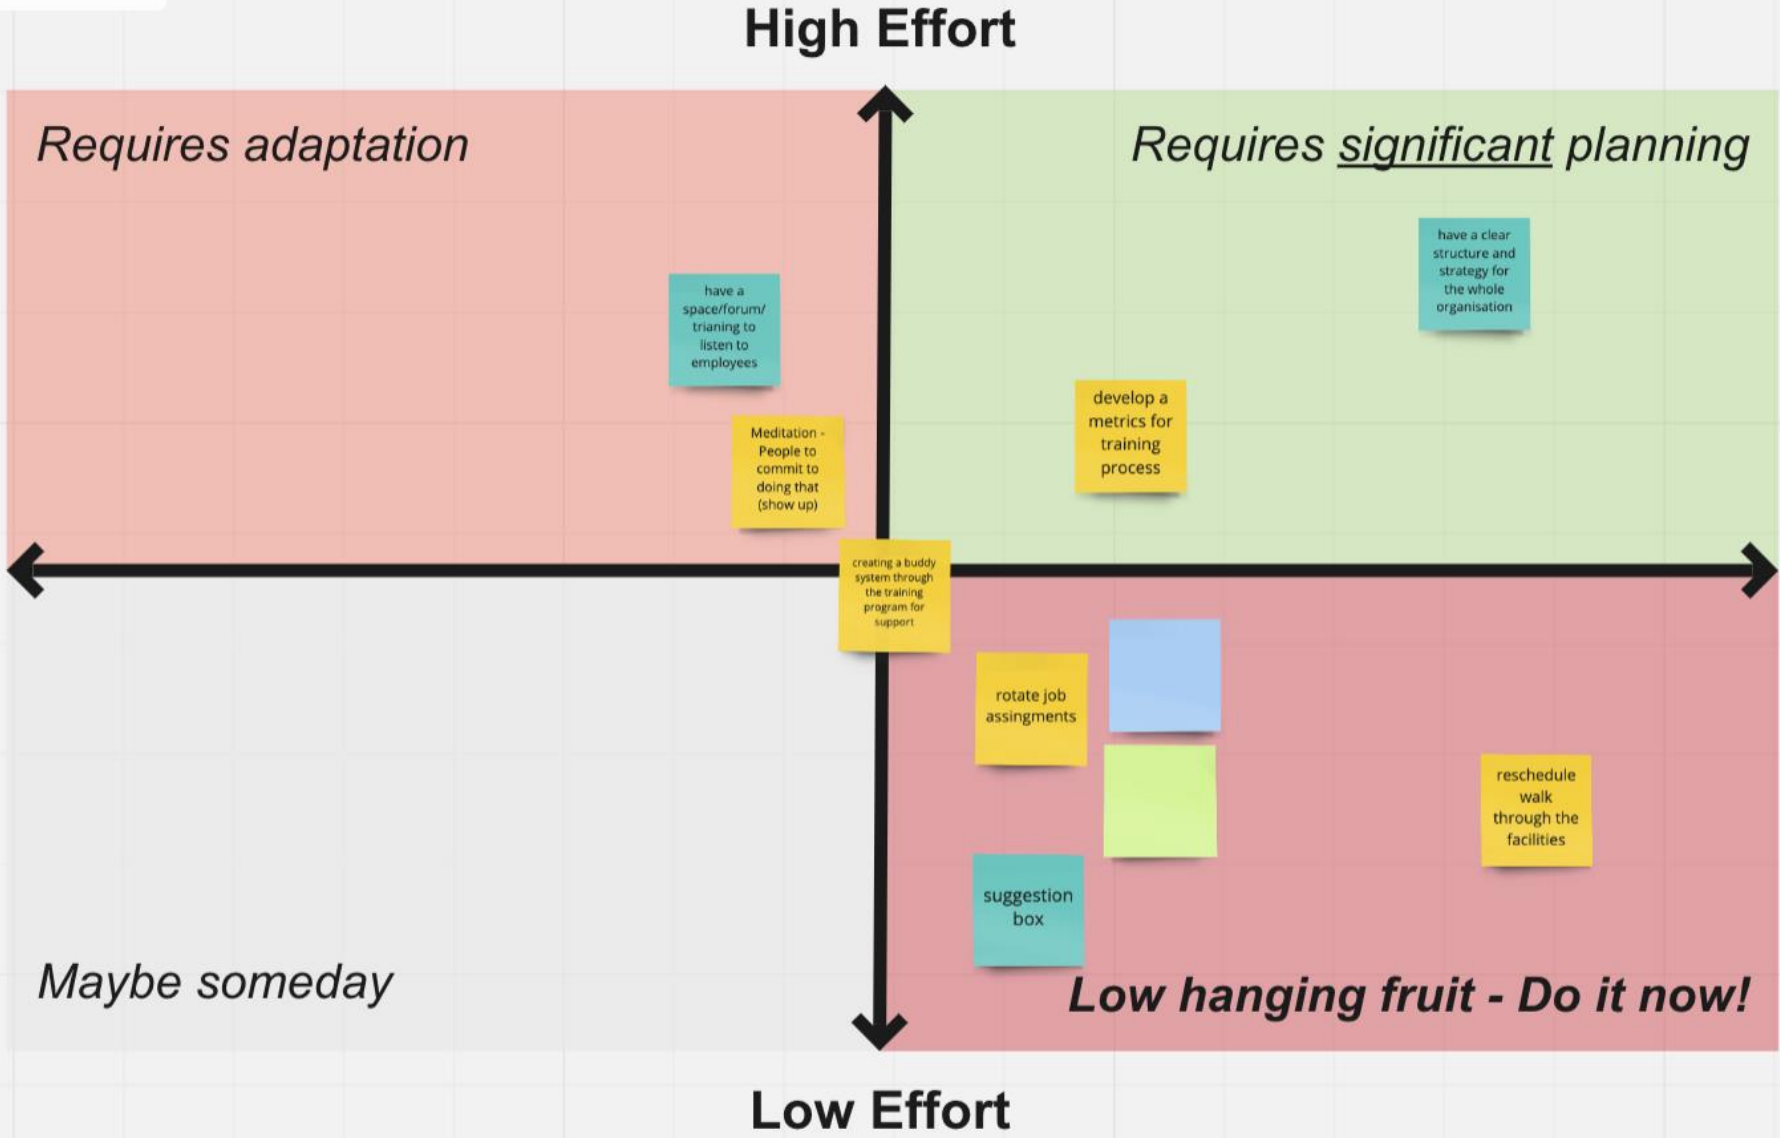 High Effort
Requires adaptation
Requires significant planning
have a clear
structure and
strategy for
the whole
organisation
have a
space/forum/
trianing to
listen to
employees
develop a
metrics for
training
process
Meditation -
People to
commit to
doing that
(show up)
creating a buddy
system through
the training
program for
support
rotate job
assingments
reschedule
walk
through the
facilities
suggestion
box
Maybe someday
Low hanging fruit - Do it now!
Low Effort